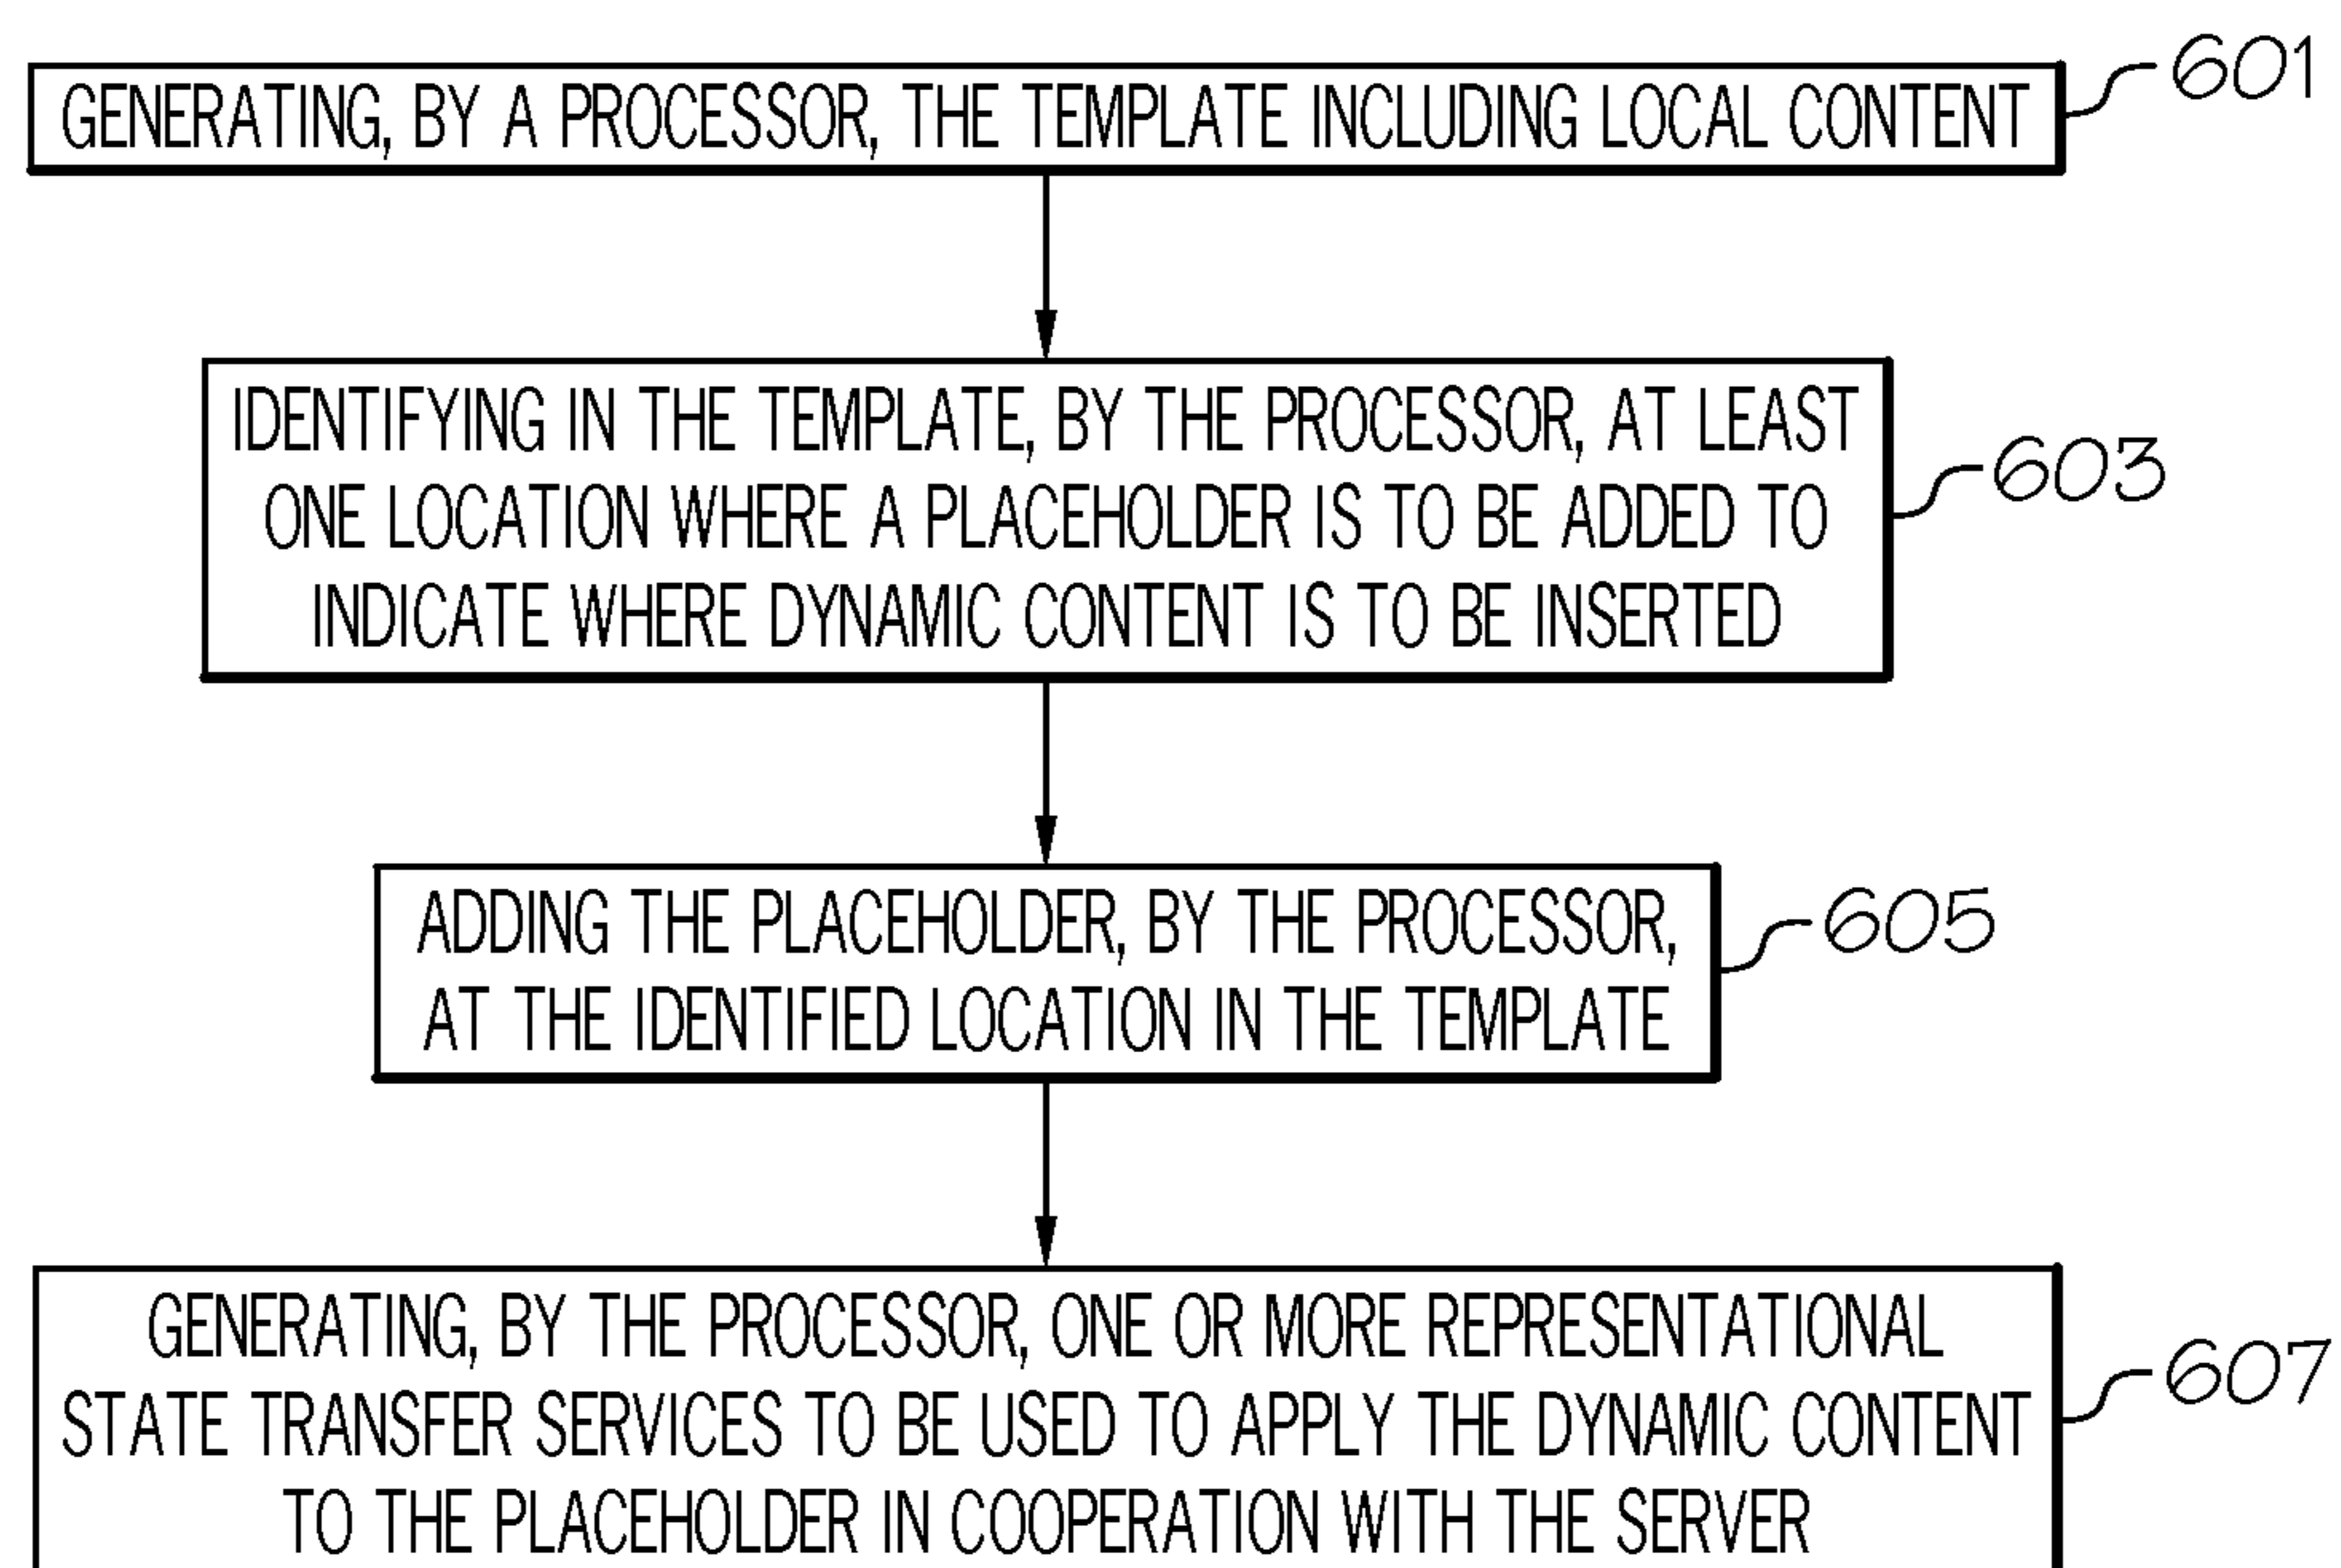 601
GENERATING, BY A PROCESSOR, THE TEMPLATE INCLUDING LOCAL CONTENT
IDENTIFYING IN THE TEMPLATE, BY THE PROCESSOR, AT LEAST
ONE LOCATION WHERE A PLACEHOLDER IS TO BE ADDED TO
INDICATE WHERE DYNAMIC CONTENT IS TO BE INSERTED
603
ADDING THE PLACEHOLDER, BY THE PROCESSOR,
AT THE IDENTIFIED LOCATION IN THE TEMPLATE
605
GENERATING, BY THE PROCESSOR, ONE OR MORE REPRESENTATIONAL
STATE TRANSFER SERVICES TO BE USED TO APPLY THE DYNAMIC CONTENT
TO THE PLACEHOLDER IN COOPERATION WITH THE SERVER
607